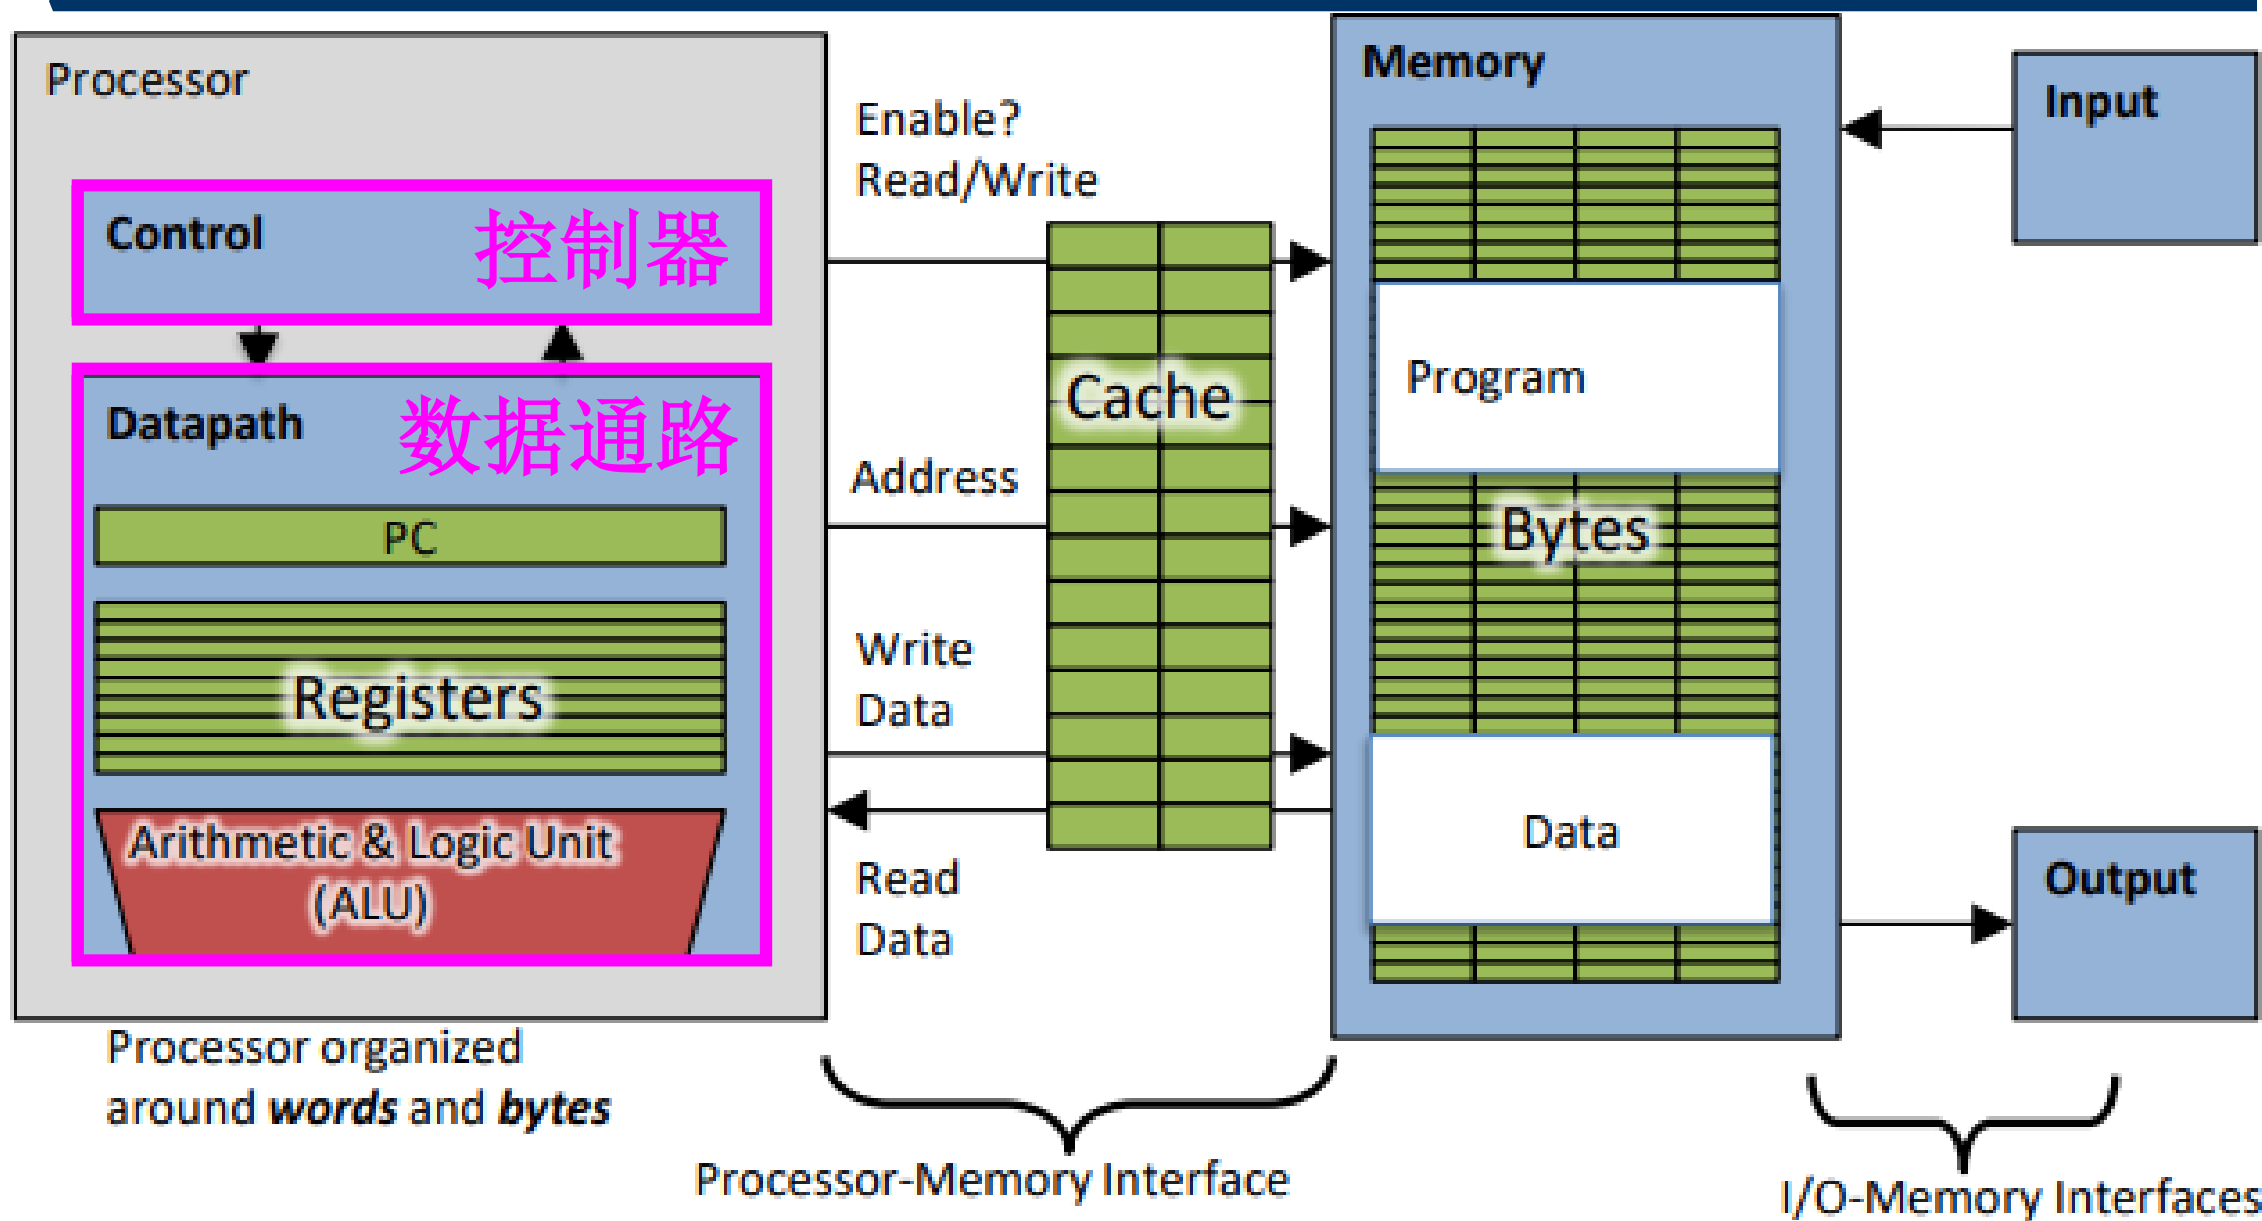 Processor
Control 控制器
Datapath 数据通路
PC
Registers
Arithmetic & Logic Unit
(ALU)
Processor organized
around words and bytes
Enable?
Read/Write
Cache
Address
Write
Data
Read
Data
Processor-Memory Interface
Memory
Program
Bytes
Data
Input
Output
I/O-Memory Interfaces